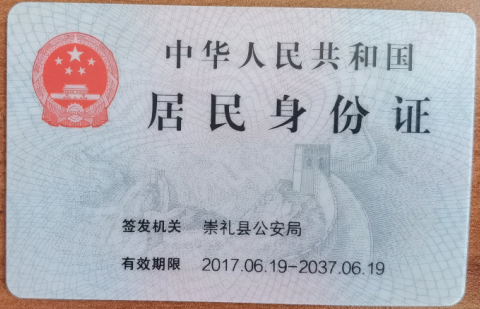 中华人民共和国
居民身份证
签发机关 崇礼县公安局
有效期限 2017.06.19-2037.06.19